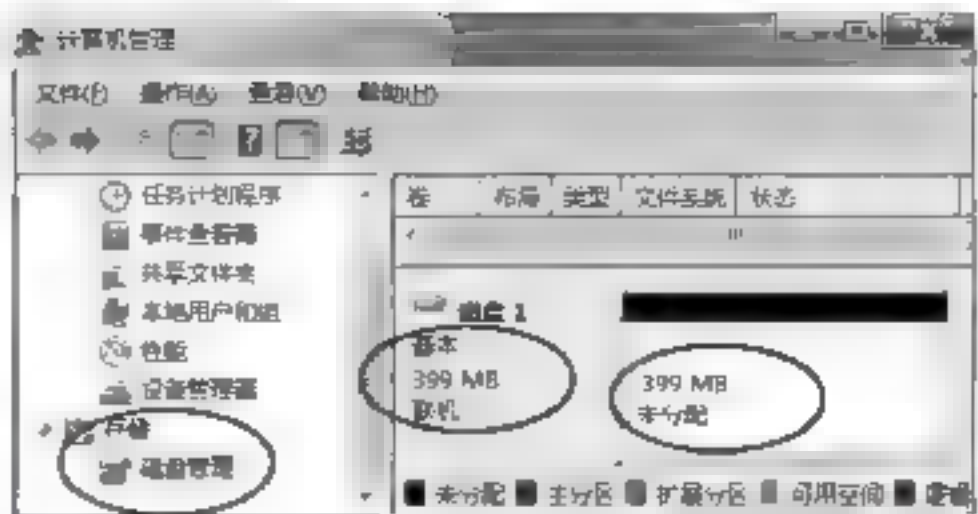 计算机管理
文件(F) 操作(A) 查看(V) 帮助(H)
任务计划程序
事件查看器
共享文件夹
本地用户和组
性能
设备管理器
存储
磁盘管理
卷 布局 类型 文件系统 状态
磁盘 1
基本
399 MB
联机
399 MB
未分配
未分配 主分区 扩展分区 可用空间